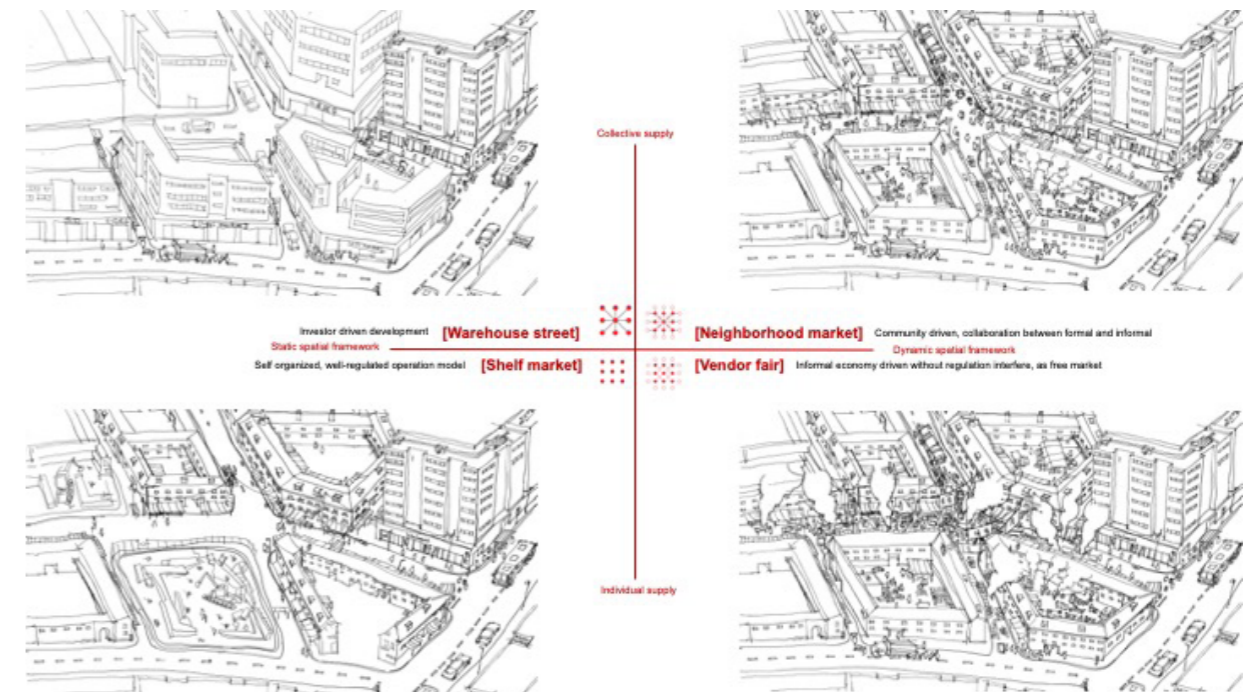 Collective supply
Investor driven development [Warehouse street] [Neighborhood market] Community driven, collaboration between formal and informal
Static spatial framework Dynamic spatial framework
Self organized, well-regulated operation model [Shelf market] [Vendor fair] Informal economy driven without regulation interfere, as free market
Individual supply